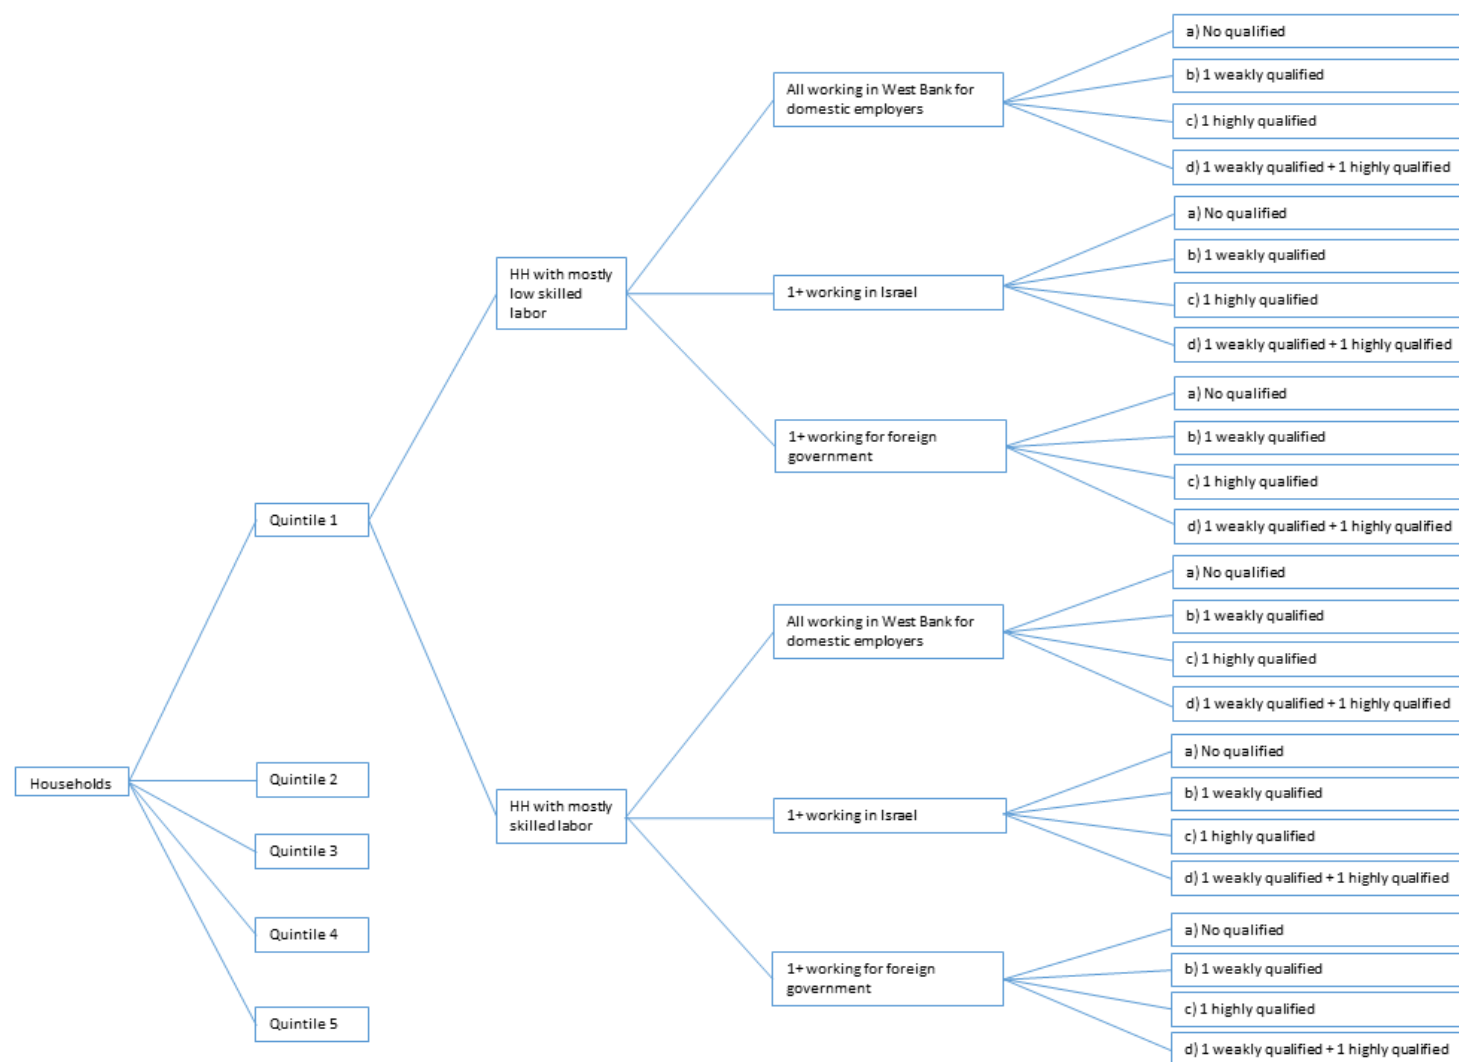 Households
Quintile 1
Quintile 2
Quintile 3
Quintile 4
Quintile 5
HH with mostly
low skilled
labor
HH with mostly
skilled labor
All working in West Bank for
domestic employers
1+ working in Israel
1+ working for foreign
government
All working in West Bank for
domestic employers
1+ working in Israel
1+ working for foreign
government
a) No qualified
b) 1 weakly qualified
c) 1 highly qualified
d) 1 weakly qualified + 1 highly qualified
a) No qualified
b) 1 weakly qualified
c) 1 highly qualified
d) 1 weakly qualified + 1 highly qualified
a) No qualified
b) 1 weakly qualified
c) 1 highly qualified
d) 1 weakly qualified + 1 highly qualified
a) No qualified
b) 1 weakly qualified
c) 1 highly qualified
d) 1 weakly qualified + 1 highly qualified
a) No qualified
b) 1 weakly qualified
c) 1 highly qualified
d) 1 weakly qualified + 1 highly qualified
a) No qualified
b) 1 weakly qualified
c) 1 highly qualified
d) 1 weakly qualified + 1 highly qualified